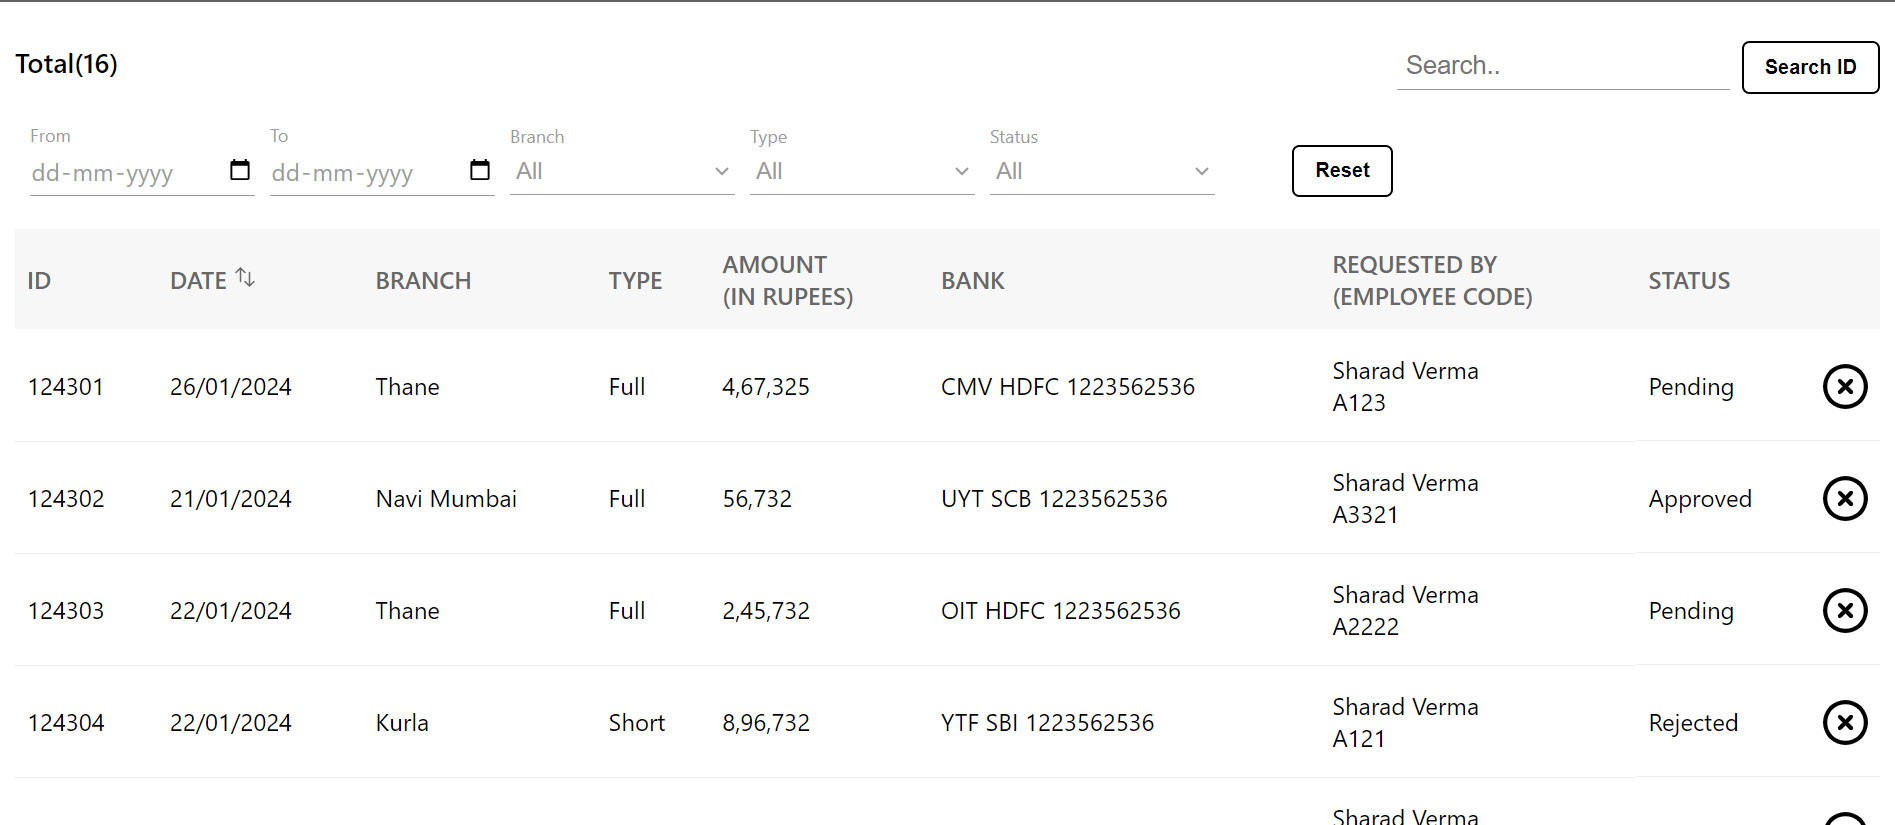 Total(16)
Search..
Search ID
From To Branch Type Status
dd-mm-yyyy dd-mm-yyyy All All All
Reset
ID DATE BRANCH TYPE AMOUNT (IN RUPEES) BANK REQUESTED BY (EMPLOYEE CODE) STATUS
124301 26/01/2024 Thane Full 4,67,325 CMV HDFC 1223562536 Sharad Verma A123 Pending
124302 21/01/2024 Navi Mumbai Full 56,732 UYT SCB 1223562536 Sharad Verma A3321 Approved
124303 22/01/2024 Thane Full 2,45,732 OIT HDFC 1223562536 Sharad Verma A2222 Pending
124304 22/01/2024 Kurla Short 8,96,732 YTF SBI 1223562536 Sharad Verma A121 Rejected
Sharad Verma